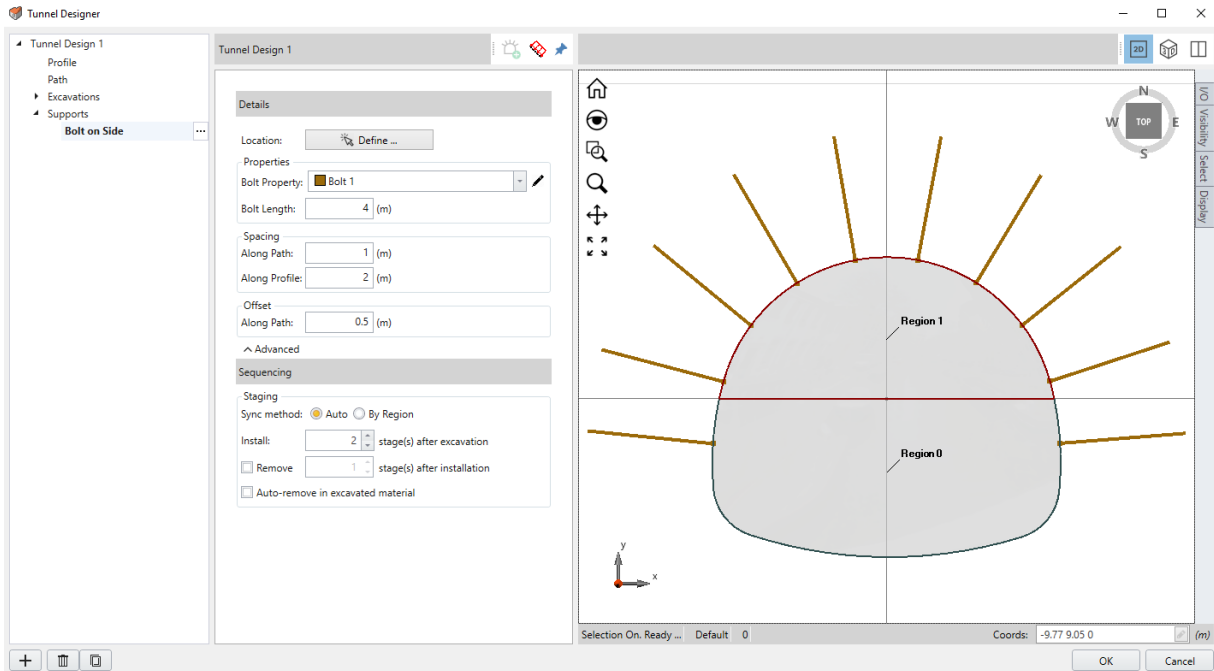 Tunnel Designer
Tunnel Design 1
Profile
Path
Excavations
Supports
Bolt on Side
...
Tunnel Design 1
Details
Location:
Define ...
Properties
Bolt Property:
Bolt 1
Bolt Length:
4 (m)
Spacing
Along Path:
1 (m)
Along Profile:
2 (m)
Offset
Along Path:
0.5 (m)
Advanced
Sequencing
Staging
Sync method: Auto By Region
Install: 2 stage(s) after excavation
Remove 1 stage(s) after installation
Auto-remove in excavated material
2D
3D
N
W TOP E
S
I/O
Visibility
Select
Display
Region 1
Region 0
y
x
Selection On. Ready ... Default 0 Coords: -9.77 9.05 0 (m)
OK Cancel